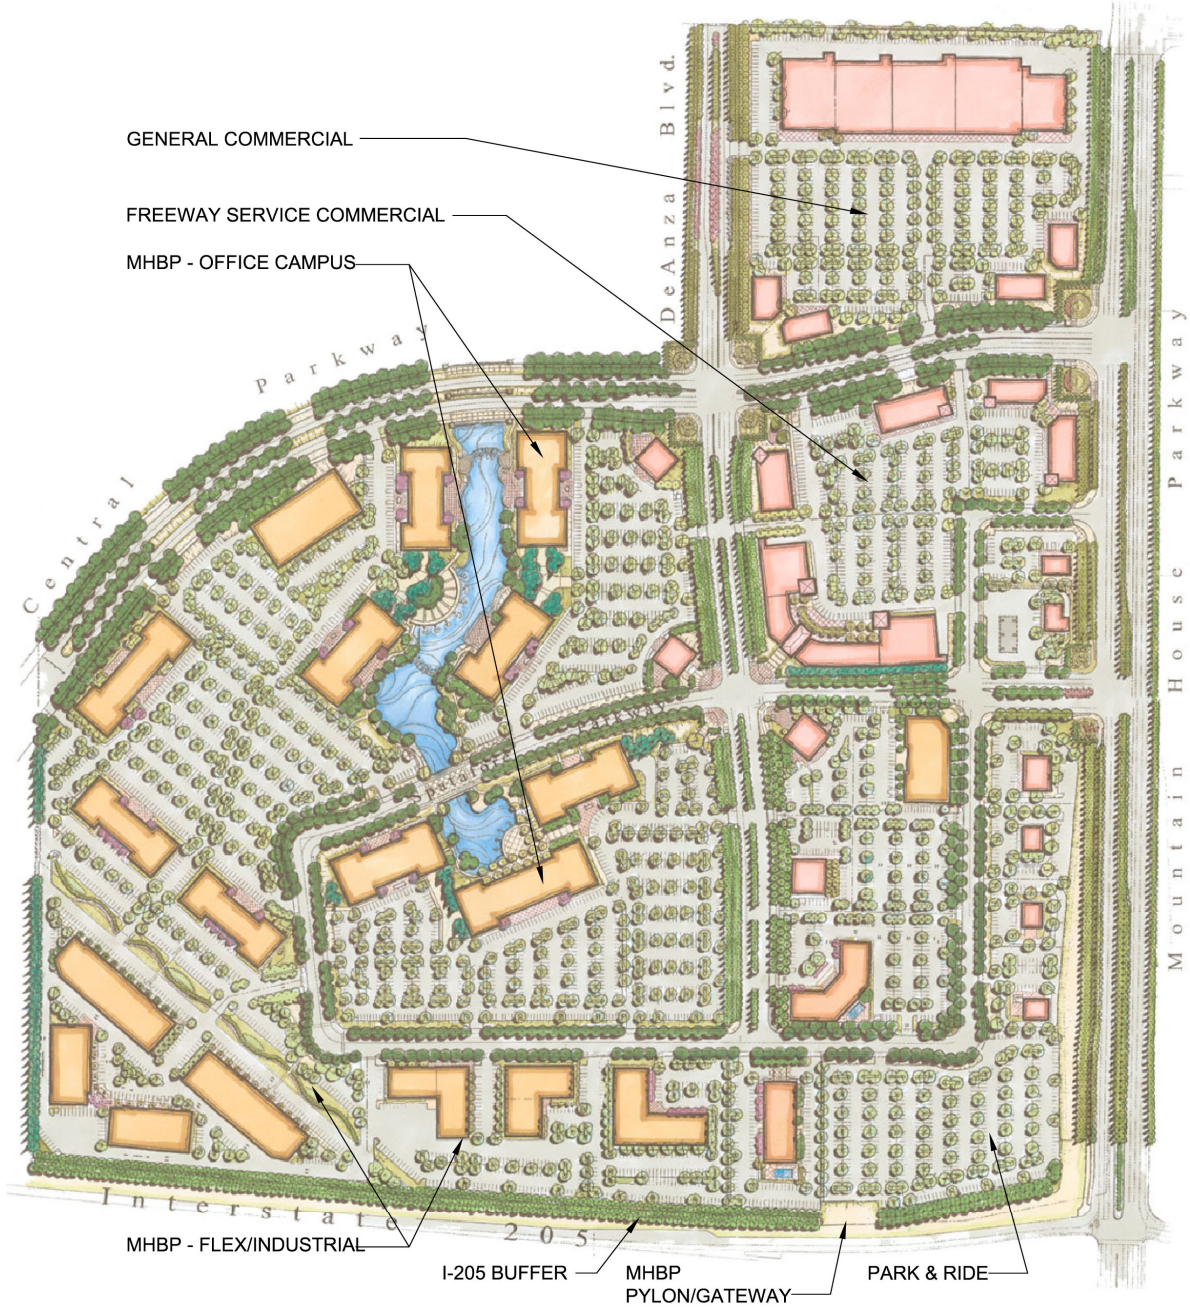 DeAnza Blvd.
GENERAL COMMERCIAL
FREEWAY SERVICE COMMERCIAL
MHBP - OFFICE CAMPUS
Central Parkway
Mountain House Parkway
Parkway
Interstate 205
MHBP - FLEX/INDUSTRIAL
I-205 BUFFER
MHBP
PYLON/GATEWAY
PARK & RIDE